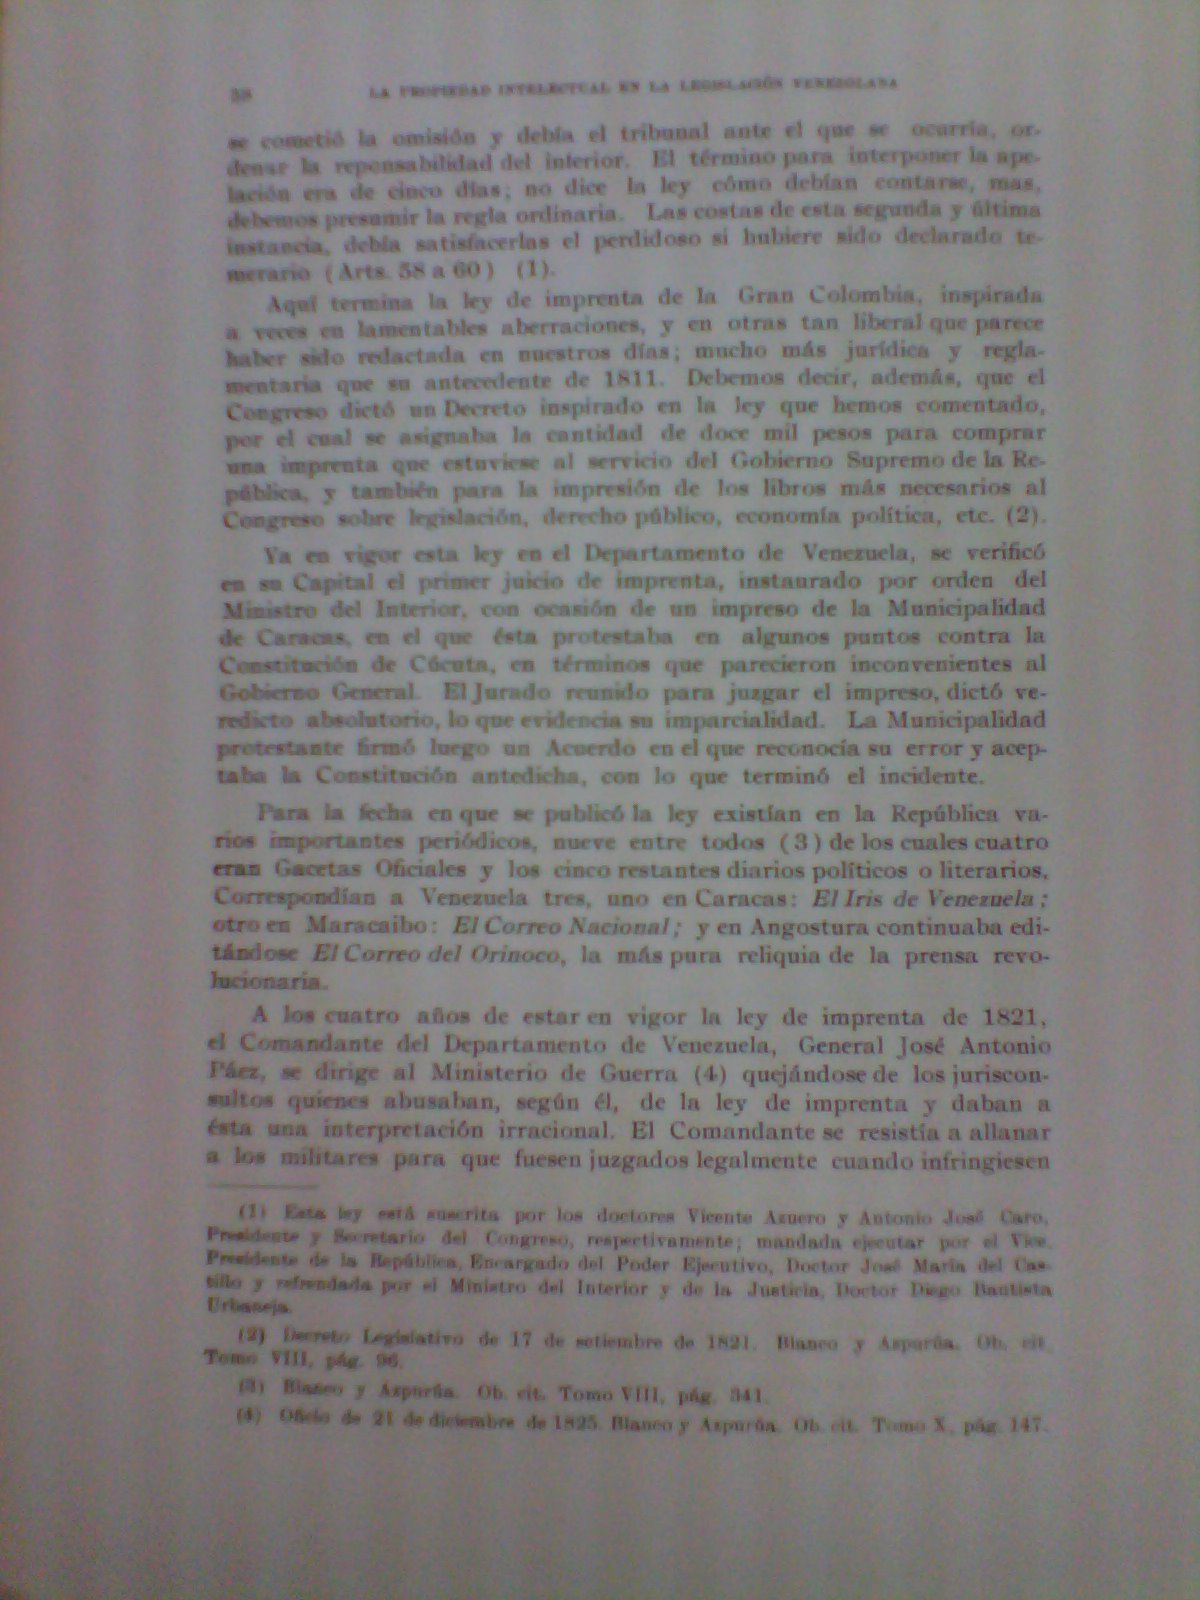 38 LA PROPIEDAD INTELECTUAL EN LA LEGISLACIÓN VENEZOLANA
se cometió la omisión y debía el tribunal ante el que se ocurría, or-
denar la reponsabilidad del inferior. El término para interponer la ape-
lación era de cinco días; no dice la ley cómo debían contarse, mas,
debemos presumir la regla ordinaria. Las costas de esta segunda y última
instancia, debía satisfacerlas el perdidoso si hubiere sido declarado te-
merario (Arts. 58 a 60) (1).
Aquí termina la ley de imprenta de la Gran Colombia, inspirada
a veces en lamentables aberraciones, y en otras tan liberal que parece
haber sido redactada en nuestros días; mucho más jurídica y regla-
mentaria que su antecedente de 1811. Debemos decir, además, que el
Congreso dictó un Decreto inspirado en la ley que hemos comentado,
por el cual se asignaba la cantidad de doce mil pesos para comprar
una imprenta que estuviese al servicio del Gobierno Supremo de la Re-
pública, y también para la impresión de los libros más necesarios al
Congreso sobre legislación, derecho público, economía política, etc. (2).
Ya en vigor esta ley en el Departamento de Venezuela, se verificó
en su Capital el primer juicio de imprenta, instaurado por orden del
Ministro del Interior, con ocasión de un impreso de la Municipalidad
de Caracas, en el que ésta protestaba en algunos puntos contra la
Constitución de Cúcuta, en términos que parecieron inconvenientes al
Gobierno General. El Jurado reunido para juzgar el impreso, dictó ve-
redicto absolutorio, lo que evidencia su imparcialidad. La Municipalidad
protestante firmó luego un Acuerdo en el que reconocía su error y acep-
taba la Constitución antedicha, con lo que terminó el incidente.
Para la fecha en que se publicó la ley existían en la República va-
rios importantes periódicos, nueve entre todos (3) de los cuales cuatro
eran Gacetas Oficiales y los cinco restantes diarios políticos o literarios.
Correspondían a Venezuela tres, uno en Caracas: El Iris de Venezuela;
otro en Maracaibo: El Correo Nacional; y en Angostura continuaba edi-
tándose El Correo del Orinoco, la más pura reliquia de la prensa revo-
lucionaria.
A los cuatro años de estar en vigor la ley de imprenta de 1821,
el Comandante del Departamento de Venezuela, General José Antonio
Páez, se dirige al Ministerio de Guerra (4) quejándose de los juriscon-
sultos quienes abusaban, según él, de la ley de imprenta y daban a
ésta una interpretación irracional. El Comandante se resistía a allanar
a los militares para que fuesen juzgados legalmente cuando infringiesen
(1) Esta ley está suscrita por los doctores Vicente Azuero y Antonio José Caro,
Presidente y Secretario del Congreso, respectivamente; mandada ejecutar por el Vice
Presidente de la República, Encargado del Poder Ejecutivo, Doctor José María del Cas-
tillo y refrendada por el Ministro del Interior y de la Justicia, Doctor Diego Bautista
Urbaneja.
(2) Decreto Legislativo de 17 de setiembre de 1821. Blanco y Azpurúa. Ob. cit.
Tomo VIII, pág. 96.
(3) Blanco y Azpurúa. Ob. cit. Tomo VIII, pág. 341.
(4) Oficio de 21 de diciembre de 1825. Blanco y Azpurúa. Ob. cit. Tomo X, pág. 147.